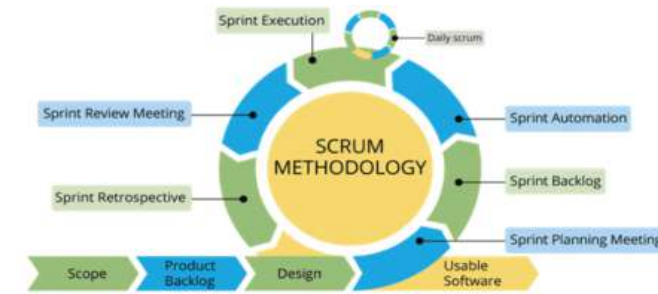 Sprint Execution
Daily scrum
Sprint Review Meeting
Sprint Automation
SCRUM
METHODOLOGY
Sprint Retrospective
Sprint Backlog
Sprint Planning Meeting
Scope
Product
Backlog
Design
Usable
Software